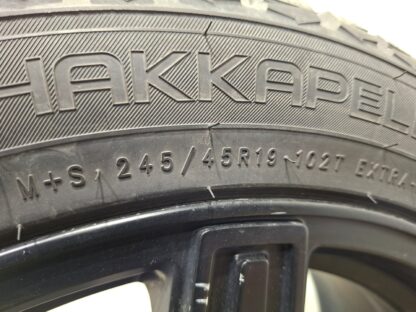 HAKKAPEL
M+S, 245/45R19 102T EXTRA